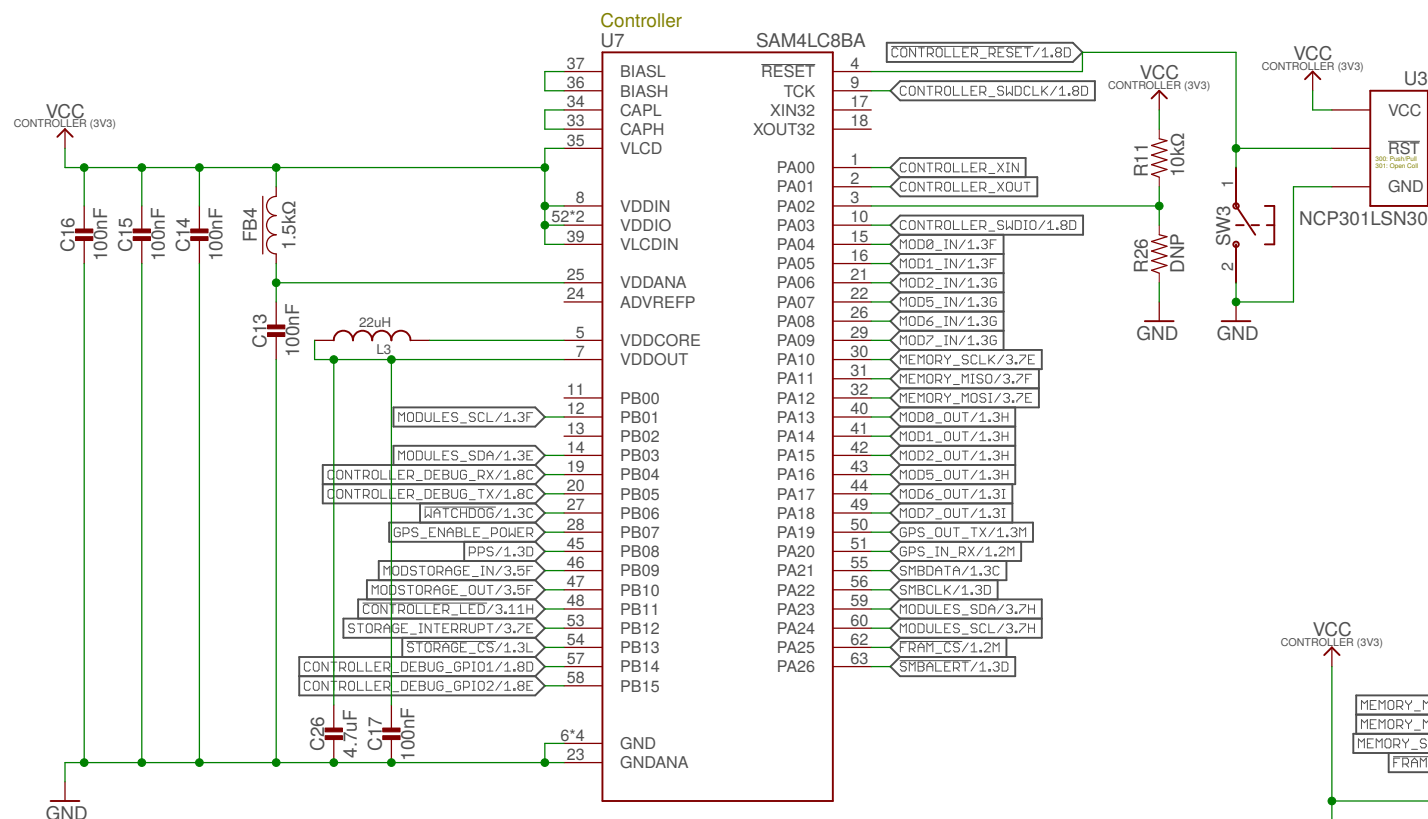 Controller
U7
SAM4LC8BA
37 BIASL
36 BIASH
34 CAPL
33 CAPH
35 VLCD
8 VDDIN
52*2 VDDIO
39 VLCDIN
25 VDDANA
24 ADVREFP
5 VDDCORE
7 VDDOUT
11 PB00
MODULES_SCL/1.3F 12 PB01
13 PB02
MODULES_SDA/1.3E 14 PB03
CONTROLLER_DEBUG_RX/1.8C 19 PB04
CONTROLLER_DEBUG_TX/1.8C 20 PB05
WATCHDOG/1.3C 27 PB06
GPS_ENABLE_POWER 28 PB07
PPS/1.3D 45 PB08
MODSTORAGE_IN/3.5F 46 PB09
MODSTORAGE_OUT/3.5F 47 PB10
CONTROLLER_LED/3.11H 48 PB11
STORAGE_INTERRUPT/3.7E 53 PB12
STORAGE_CS/1.3L 54 PB13
CONTROLLER_DEBUG_GPIO1/1.8D 57 PB14
CONTROLLER_DEBUG_GPIO2/1.8E 58 PB15
6*4 GND
23 GNDANA
RESET 4 CONTROLLER_RESET/1.8D
TCK 9 CONTROLLER_SWDCLK/1.8D
XIN32 17
XOUT32 18
PA00 1 CONTROLLER_XIN
PA01 2 CONTROLLER_XOUT
PA02 3
PA03 10 CONTROLLER_SWDIO/1.8D
PA04 15 MOD0_IN/1.3F
PA05 16 MOD1_IN/1.3F
PA06 21 MOD2_IN/1.3G
PA07 22 MOD5_IN/1.3G
PA08 26 MOD6_IN/1.3G
PA09 29 MOD7_IN/1.3G
PA10 30 MEMORY_SCLK/3.7E
PA11 31 MEMORY_MISO/3.7F
PA12 32 MEMORY_MOSI/3.7E
PA13 40 MOD0_OUT/1.3H
PA14 41 MOD1_OUT/1.3H
PA15 42 MOD2_OUT/1.3H
PA16 43 MOD5_OUT/1.3H
PA17 44 MOD6_OUT/1.3I
PA18 49 MOD7_OUT/1.3I
PA19 50 GPS_OUT_TX/1.3M
PA20 51 GPS_IN_RX/1.2M
PA21 55 SMBDATA/1.3C
PA22 56 SMBCLK/1.3D
PA23 59 MODULES_SDA/3.7H
PA24 60 MODULES_SCL/3.7H
PA25 62 FRAM_CS/1.2M
PA26 63 SMBALERT/1.3D
VCC
CONTROLLER (3V3)
C16
100nF
C15
100nF
C14
100nF
FB4
1.5kΩ
C13
100nF
22uH
L3
C26
4.7uF
C17
100nF
GND
VCC
CONTROLLER (3V3)
R11
10kΩ
R26
DNP
GND
SW3
1
2
GND
VCC
CONTROLLER (3V3)
U3
VCC
RST
300: Push/Pull
301: Open Coll
GND
NCP301LSN30
VCC
CONTROLLER (3V3)
MEMORY_M
MEMORY_M
MEMORY_S
FRAM